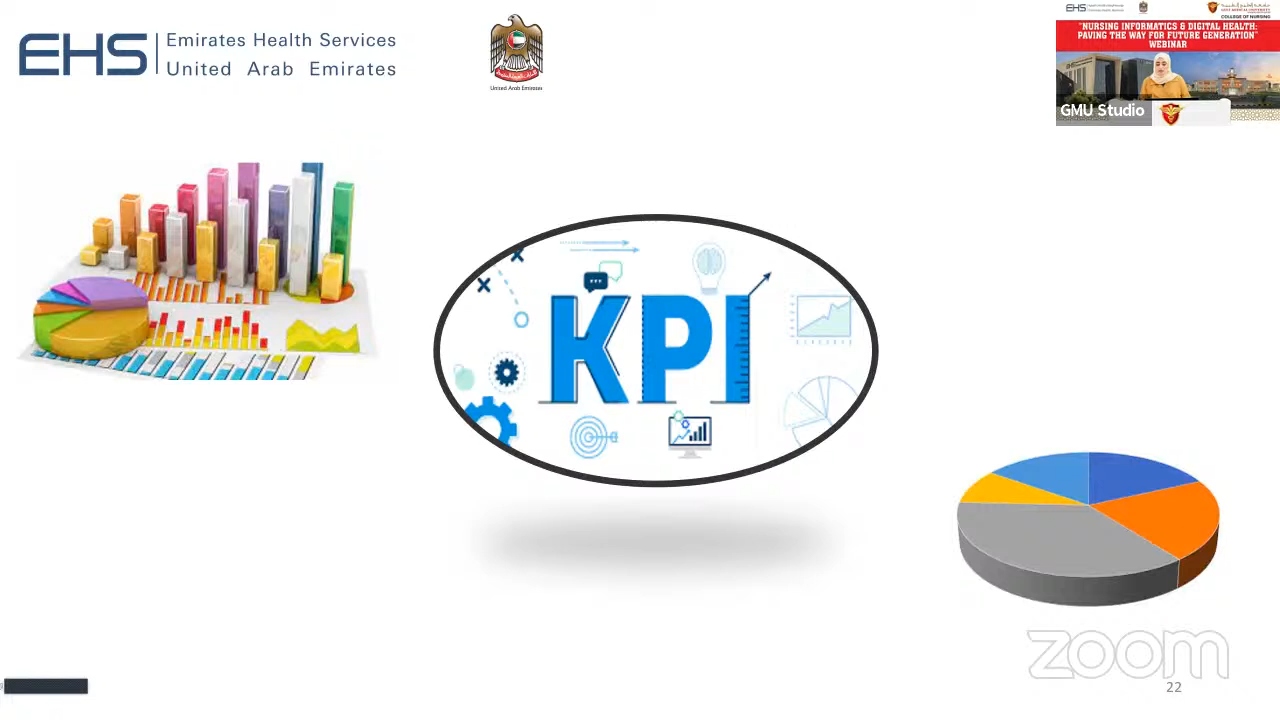 EHS
Emirates Health Services
United Arab Emirates
United Arab Emirates
EHS
COLLEGE OF NURSING
"NURSING INFORMATICS & DIGITAL HEALTH:
PAVING THE WAY FOR FUTURE GENERATION"
WEBINAR
GMU Studio
KPI
zoom
22